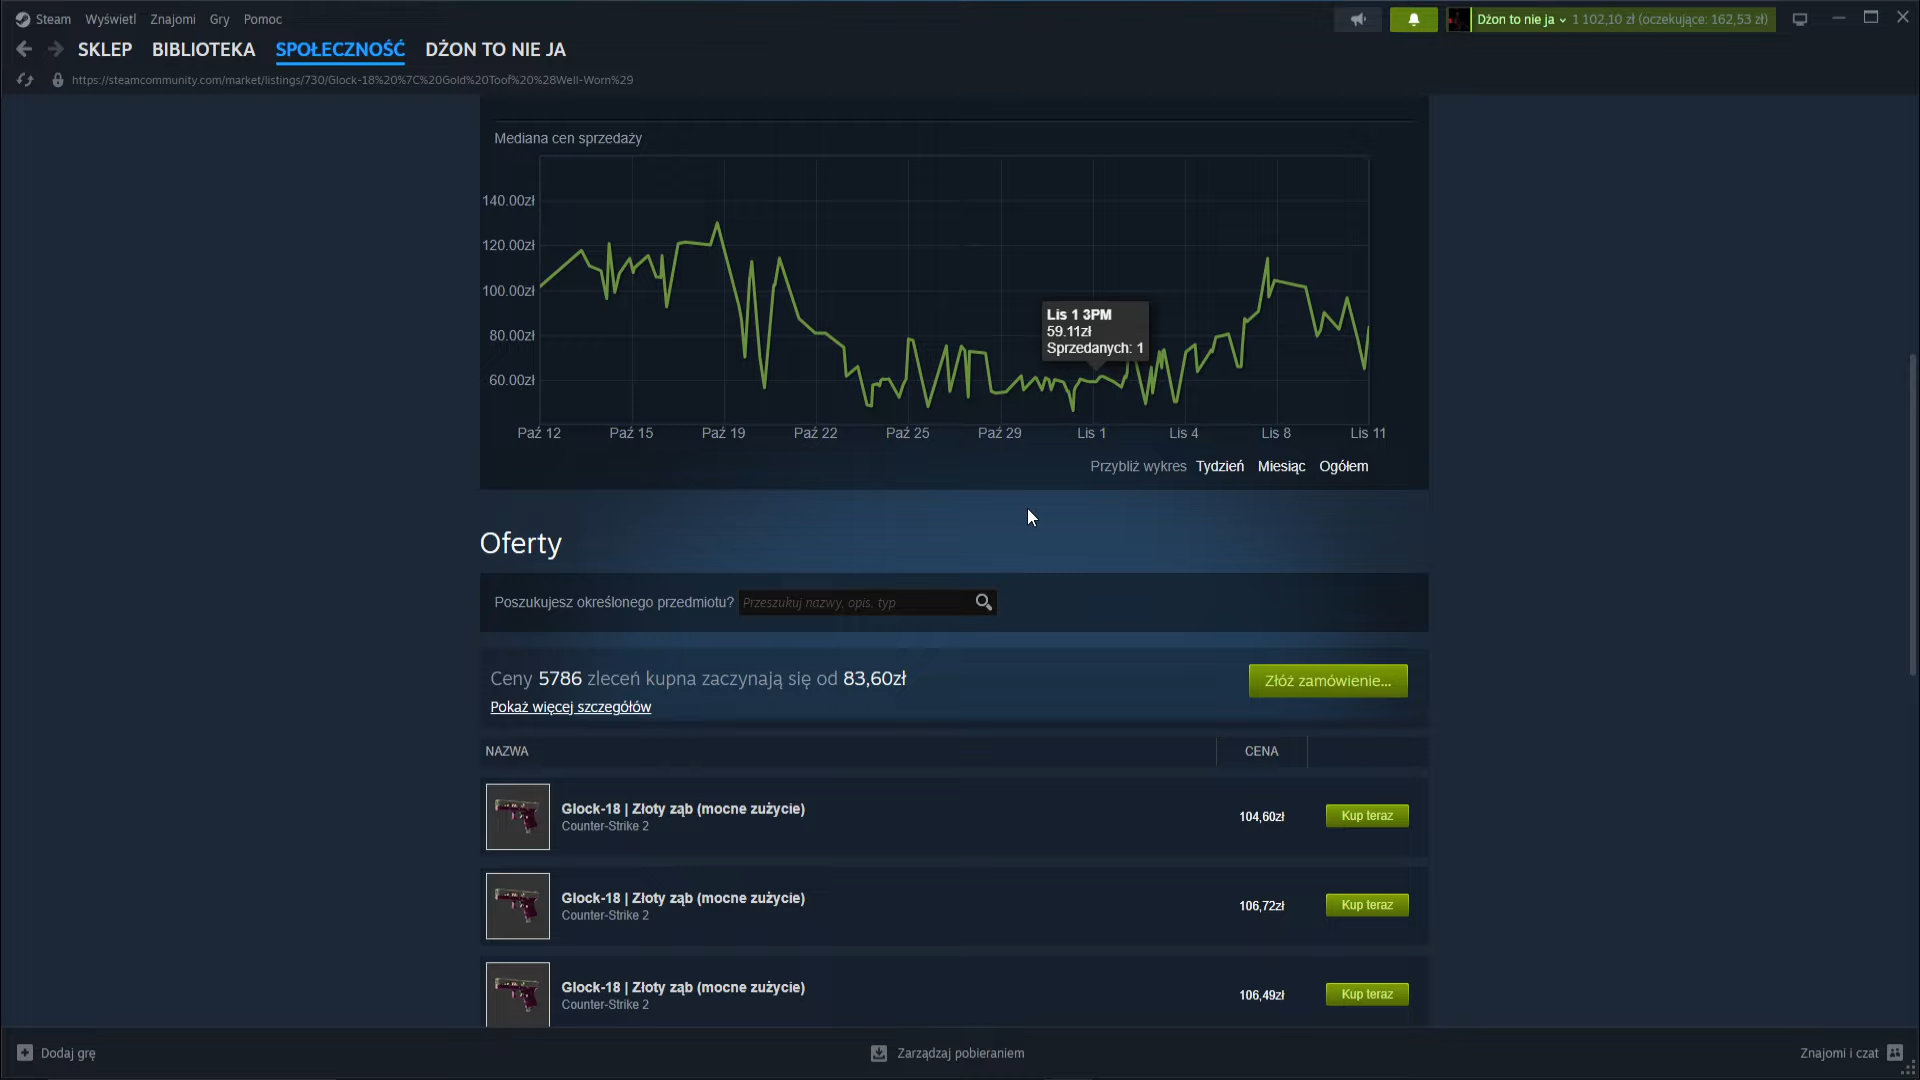 Steam Wyświetl Znajomi Gry Pomoc
Dżon to nie ja 1 102,10 zł (oczekujące: 162,53 zł)
SKLEP BIBLIOTEKA SPOŁECZNOŚĆ DŻON TO NIE JA
https://steamcommunity.com/market/listings/730/Glock-18%20%7C%20Gold%20Toof%20%28Well-Worn%29
Mediana cen sprzedaży
140.00zł
120.00zł
100.00zł
80.00zł
60.00zł
Lis 1 3PM
59.11zł
Sprzedanych: 1
Paź 12 Paź 15 Paź 19 Paź 22 Paź 25 Paź 29 Lis 1 Lis 4 Lis 8 Lis 11
Przybliż wykres Tydzień Miesiąc Ogółem
Oferty
Poszukujesz określonego przedmiotu? Przeszukuj nazwy, opis, typ
Ceny 5786 zleceń kupna zaczynają się od 83,60zł
Złóż zamówienie...
Pokaż więcej szczegółów
NAZWA CENA
Glock-18 | Złoty ząb (mocne zużycie)
Counter-Strike 2
104,60zł Kup teraz
Glock-18 | Złoty ząb (mocne zużycie)
Counter-Strike 2
106,72zł Kup teraz
Glock-18 | Złoty ząb (mocne zużycie)
Counter-Strike 2
106,49zł Kup teraz
Dodaj grę Zarządzaj pobieraniem Znajomi i czat